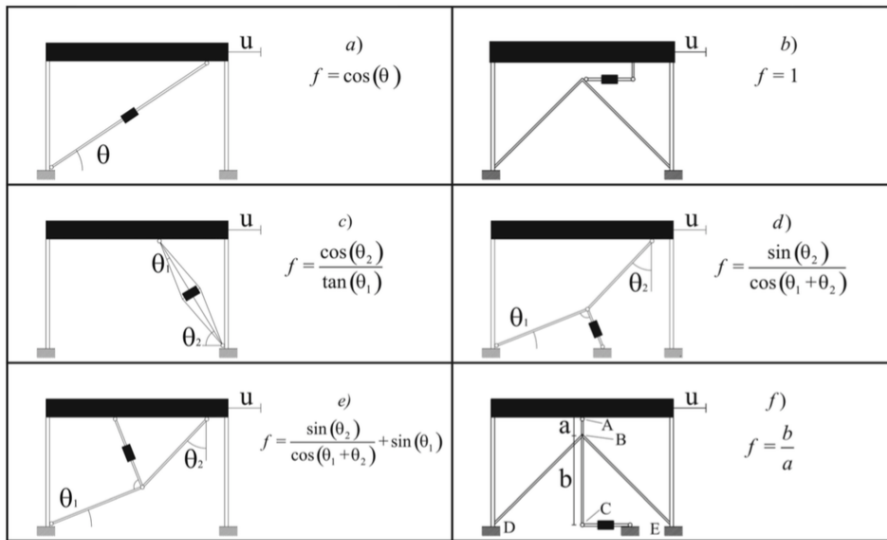 u
a)
f = cos(θ)
θ
u
b)
f = 1
u
c)
θ₁
f = cos(θ₂) / tan(θ₁)
θ₂
u
d)
θ₂
f = sin(θ₂) / cos(θ₁+θ₂)
θ₁
u
e)
θ₂
f = sin(θ₂) / cos(θ₁+θ₂) + sin(θ₁)
θ₁
u
f)
a
A
B
f = b / a
b
C
D
E